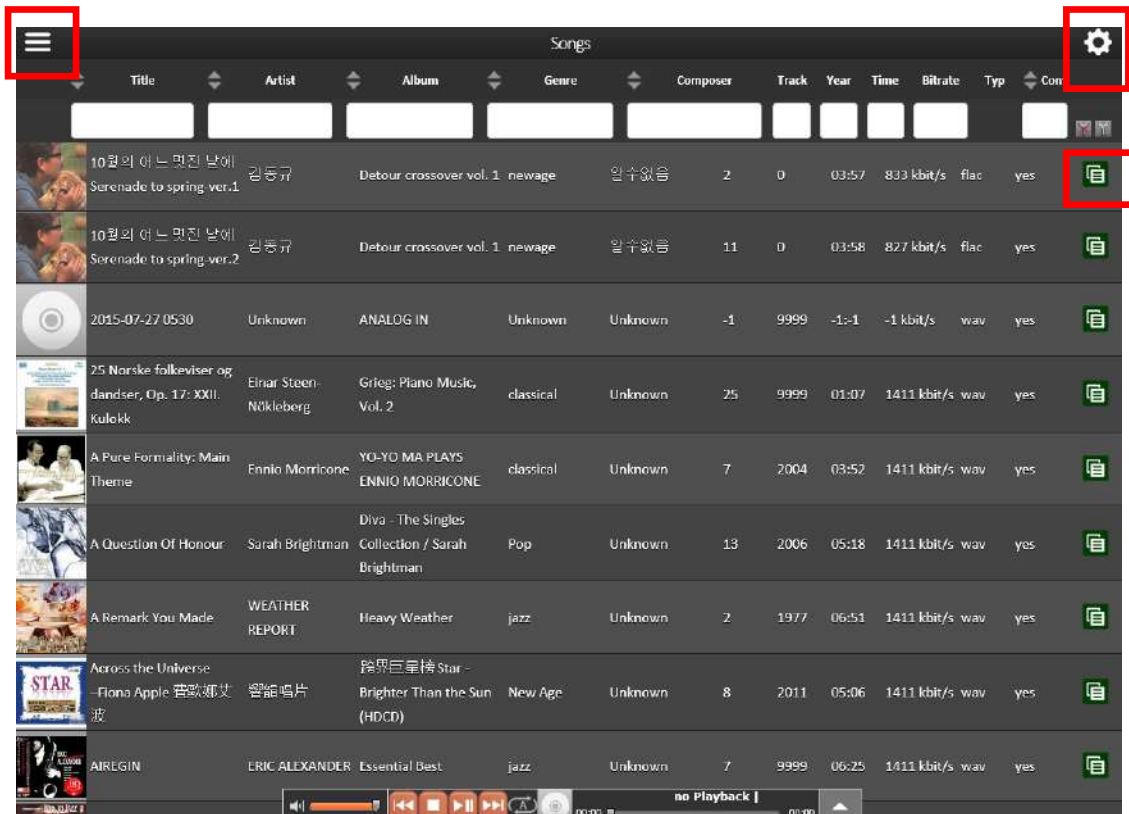 Songs
Title Artist Album Genre Composer Track Year Time Bitrate Typ Con
10월의 어느 멋진 날에 Serenade to spring-ver.1 김동규 Detour crossover vol. 1 newage 알수없음 2 0 03:57 833 kbit/s flac yes
10월의 어느 멋진 날에 Serenade to spring-ver.2 김동규 Detour crossover vol. 1 newage 알수없음 11 0 03:58 827 kbit/s flac yes
2015-07-27 0530 Unknown ANALOG IN Unknown Unknown -1 9999 -1:-1 -1 kbit/s wav yes
25 Norske folkeviser og dandser, Op. 17: XXII. Kulokk Einar Steen-Nökleberg Grieg: Piano Music, Vol. 2 classical Unknown 25 9999 01:07 1411 kbit/s wav yes
A Pure Formality: Main Theme Ennio Morricone YO-YO MA PLAYS ENNIO MORRICONE classical Unknown 7 2004 03:52 1411 kbit/s wav yes
A Question Of Honour Sarah Brightman Diva - The Singles Collection / Sarah Brightman Pop Unknown 13 2006 05:18 1411 kbit/s wav yes
A Remark You Made WEATHER REPORT Heavy Weather jazz Unknown 2 1977 06:51 1411 kbit/s wav yes
STAR Across the Universe –Fiona Apple 費歐娜艾波 唱片 跨界巨星榜 Star - Brighter Than the Sun (HDCD) New Age Unknown 8 2011 05:06 1411 kbit/s wav yes
AIREGIN ERIC ALEXANDER Essential Best jazz Unknown 7 9999 06:25 1411 kbit/s wav yes
no Playback |
A 00:00 00:00